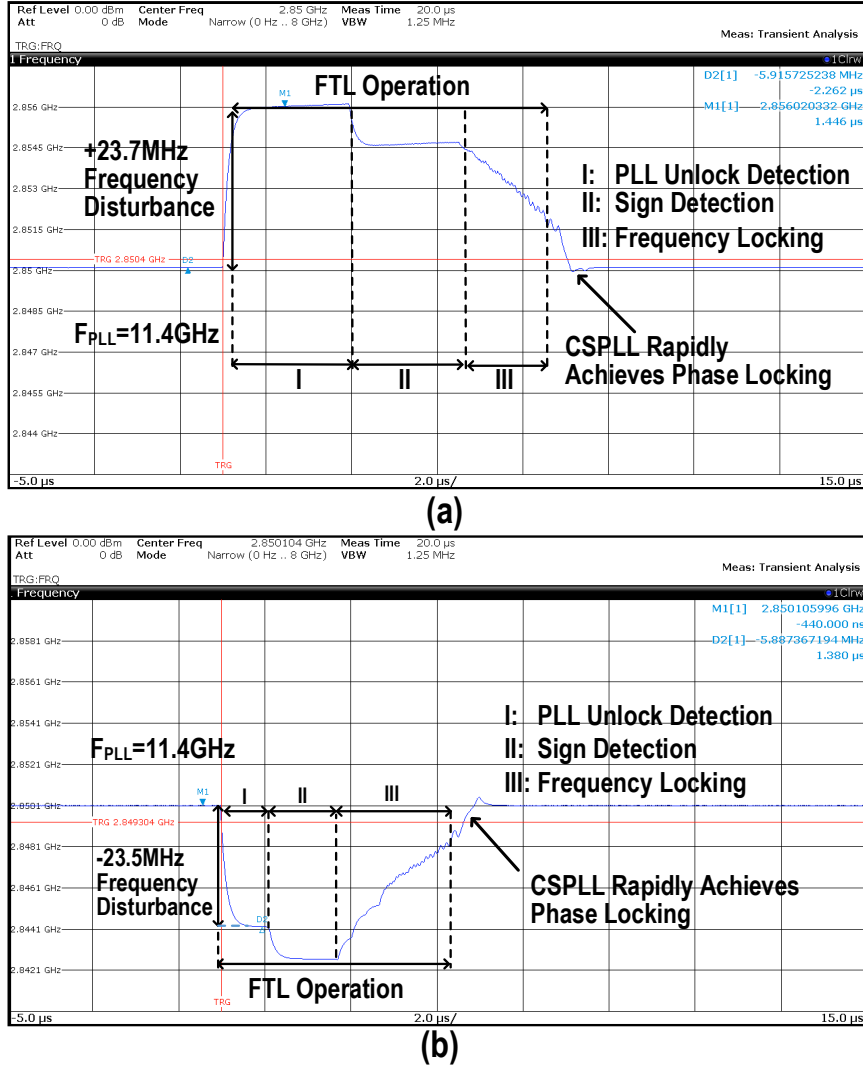 Ref Level 0.00 dBm Center Freq 2.85 GHz Meas Time 20.0 µs
Att 0 dB Mode Narrow (0 Hz .. 8 GHz) VBW 1.25 MHz
Meas: Transient Analysis
TRG:FRQ
1 Frequency 1Clrw
D2[1] -5.915725238 MHz
-2.262 µs
M1[1] 2.856020332 GHz
1.446 µs
FTL Operation
M1
2.856 GHz
2.8545 GHz
2.853 GHz
2.8515 GHz
TRG 2.8504 GHz
D2
2.85 GHz
2.8485 GHz
2.847 GHz
2.8455 GHz
2.844 GHz
+23.7MHz
Frequency
Disturbance
I: PLL Unlock Detection
II: Sign Detection
III: Frequency Locking
FPLL=11.4GHz
CSPLL Rapidly
Achieves Phase Locking
I II III
TRG
-5.0 µs 2.0 µs/ 15.0 µs
(a)
Ref Level 0.00 dBm Center Freq 2.850104 GHz Meas Time 20.0 µs
Att 0 dB Mode Narrow (0 Hz .. 8 GHz) VBW 1.25 MHz
Meas: Transient Analysis
TRG:FRQ
Frequency 1Clrw
M1[1] 2.850105996 GHz
-440.000 ns
D2[1] -5.887367194 MHz
1.380 µs
2.8581 GHz
2.8561 GHz
2.8541 GHz
2.8521 GHz
2.8501 GHz
TRG 2.849304 GHz
2.8481 GHz
2.8461 GHz
2.8441 GHz
2.8421 GHz
FPLL=11.4GHz
I: PLL Unlock Detection
II: Sign Detection
III: Frequency Locking
M1
I II III
-23.5MHz
Frequency
Disturbance
D2
CSPLL Rapidly Achieves
Phase Locking
FTL Operation
TRG
-5.0 µs 2.0 µs/ 15.0 µs
(b)